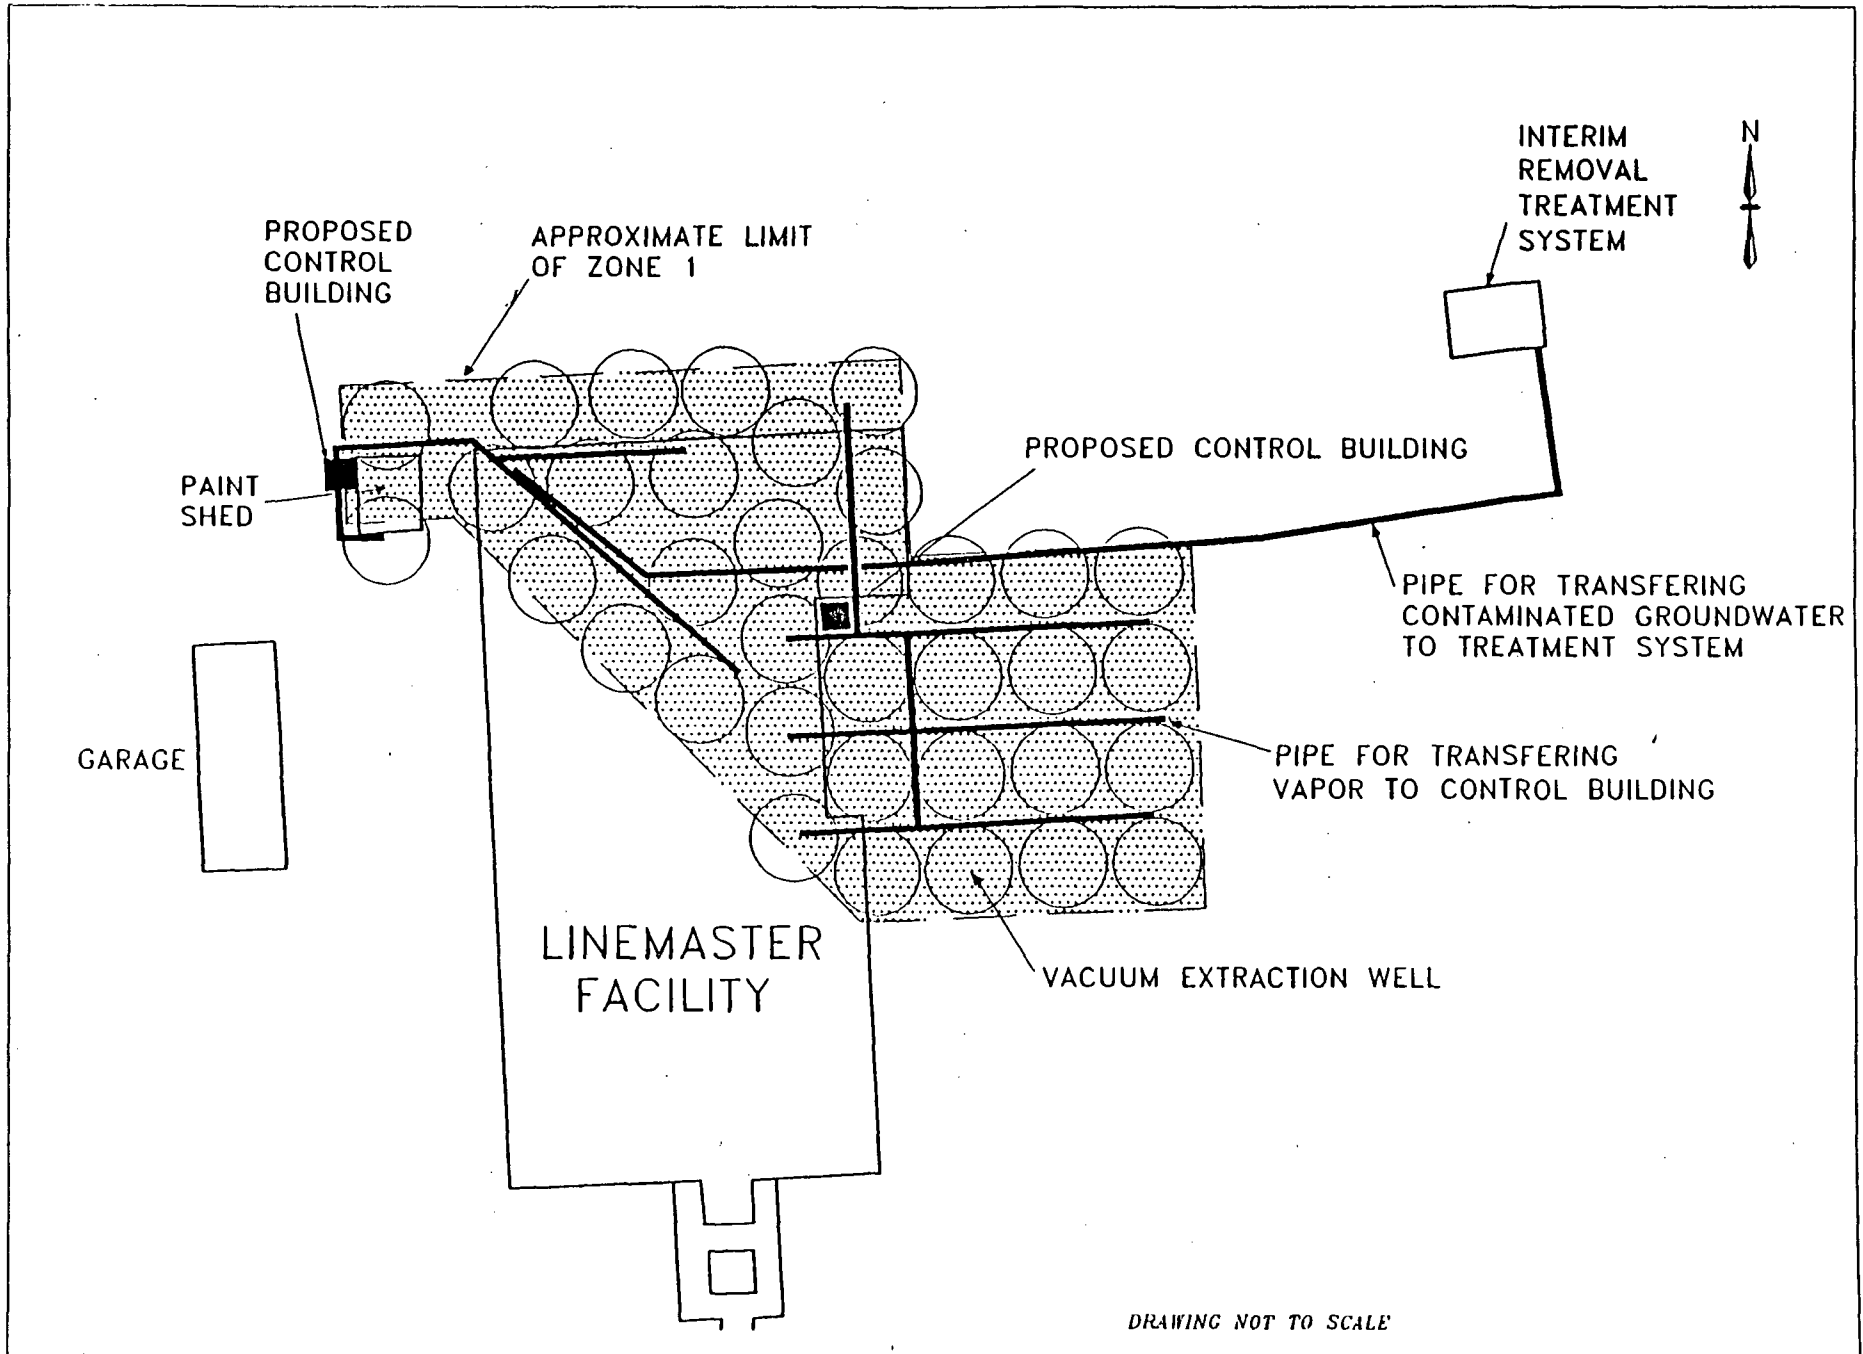 INTERIM
REMOVAL
TREATMENT
SYSTEM
N
PROPOSED
CONTROL
BUILDING
APPROXIMATE LIMIT
OF ZONE 1
PROPOSED CONTROL BUILDING
PAINT
SHED
PIPE FOR TRANSFERING
CONTAMINATED GROUNDWATER
TO TREATMENT SYSTEM
GARAGE
PIPE FOR TRANSFERING
VAPOR TO CONTROL BUILDING
LINEMASTER
FACILITY
VACUUM EXTRACTION WELL
DRAWING NOT TO SCALE